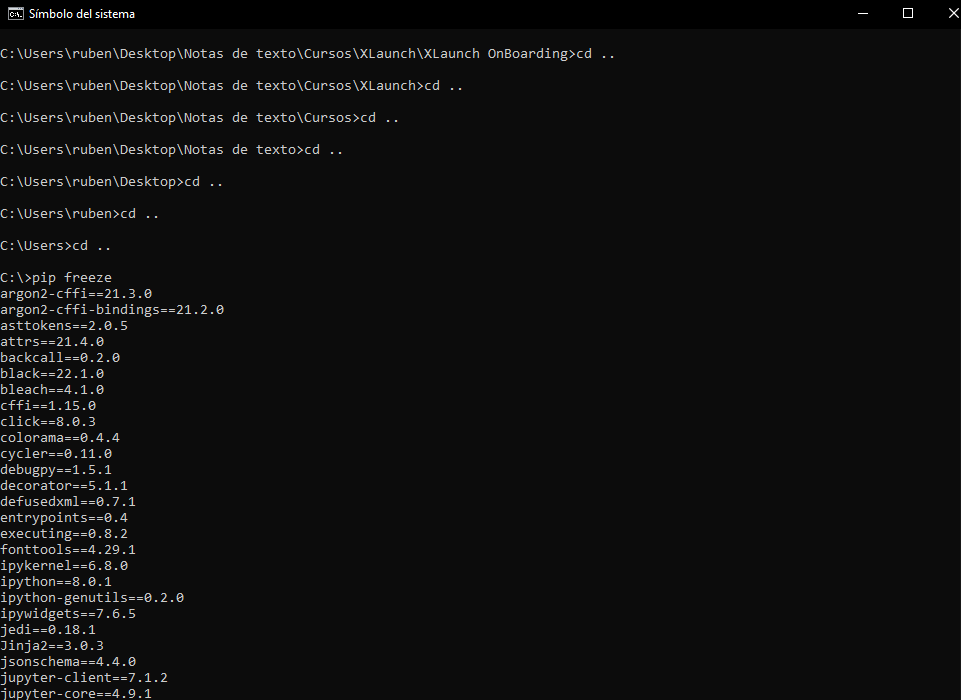 Símbolo del sistema
C:\Users\ruben\Desktop\Notas de texto\Cursos\XLaunch\XLaunch OnBoarding>cd ..
C:\Users\ruben\Desktop\Notas de texto\Cursos\XLaunch>cd ..
C:\Users\ruben\Desktop\Notas de texto\Cursos>cd ..
C:\Users\ruben\Desktop\Notas de texto>cd ..
C:\Users\ruben\Desktop>cd ..
C:\Users\ruben>cd ..
C:\Users>cd ..
C:\>pip freeze
argon2-cffi==21.3.0
argon2-cffi-bindings==21.2.0
asttokens==2.0.5
attrs==21.4.0
backcall==0.2.0
black==22.1.0
bleach==4.1.0
cffi==1.15.0
click==8.0.3
colorama==0.4.4
cycler==0.11.0
debugpy==1.5.1
decorator==5.1.1
defusedxml==0.7.1
entrypoints==0.4
executing==0.8.2
fonttools==4.29.1
ipykernel==6.8.0
ipython==8.0.1
ipython-genutils==0.2.0
ipywidgets==7.6.5
jedi==0.18.1
Jinja2==3.0.3
jsonschema==4.4.0
jupyter-client==7.1.2
jupyter-core==4.9.1